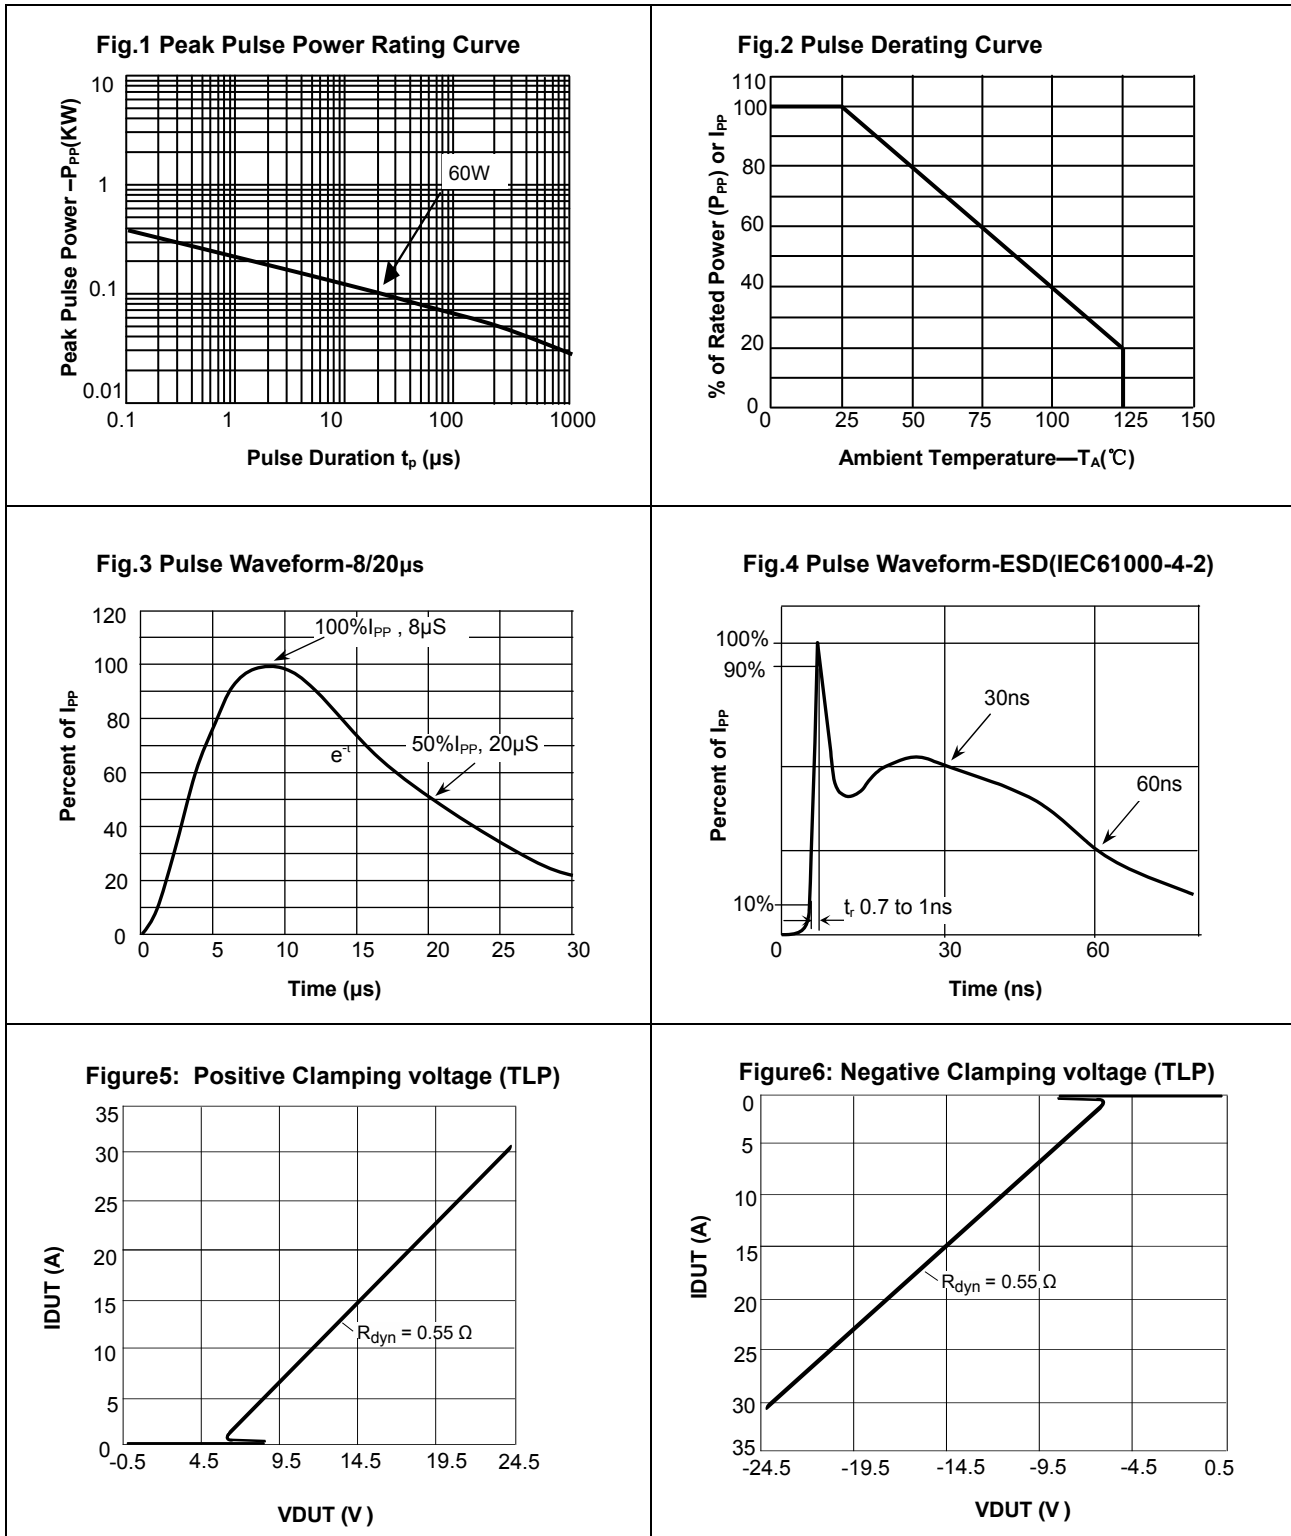 Fig.1 Peak Pulse Power Rating Curve
Peak Pulse Power –PPP(KW)
10
1
0.1
0.01
60W
0.1 1 10 100 1000
Pulse Duration tp (µs)
Fig.2 Pulse Derating Curve
% of Rated Power (PPP) or IPP
110
100
80
60
40
20
0
0 25 50 75 100 125 150
Ambient Temperature—TA(℃)
Fig.3 Pulse Waveform-8/20µs
Percent of IPP
120
100
80
60
40
20
0
100%IPP , 8µS
e-t
50%IPP, 20µS
0 5 10 15 20 25 30
Time (µs)
Fig.4 Pulse Waveform-ESD(IEC61000-4-2)
Percent of IPP
100%
90%
10%
30ns
60ns
tr 0.7 to 1ns
0 30 60
Time (ns)
Figure5: Positive Clamping voltage (TLP)
IDUT (A)
35
30
25
20
15
10
5
0
Rdyn = 0.55 Ω
-0.5 4.5 9.5 14.5 19.5 24.5
VDUT (V )
Figure6: Negative Clamping voltage (TLP)
IDUT (A)
0
5
10
15
20
25
30
35
Rdyn = 0.55 Ω
-24.5 -19.5 -14.5 -9.5 -4.5 0.5
VDUT (V )